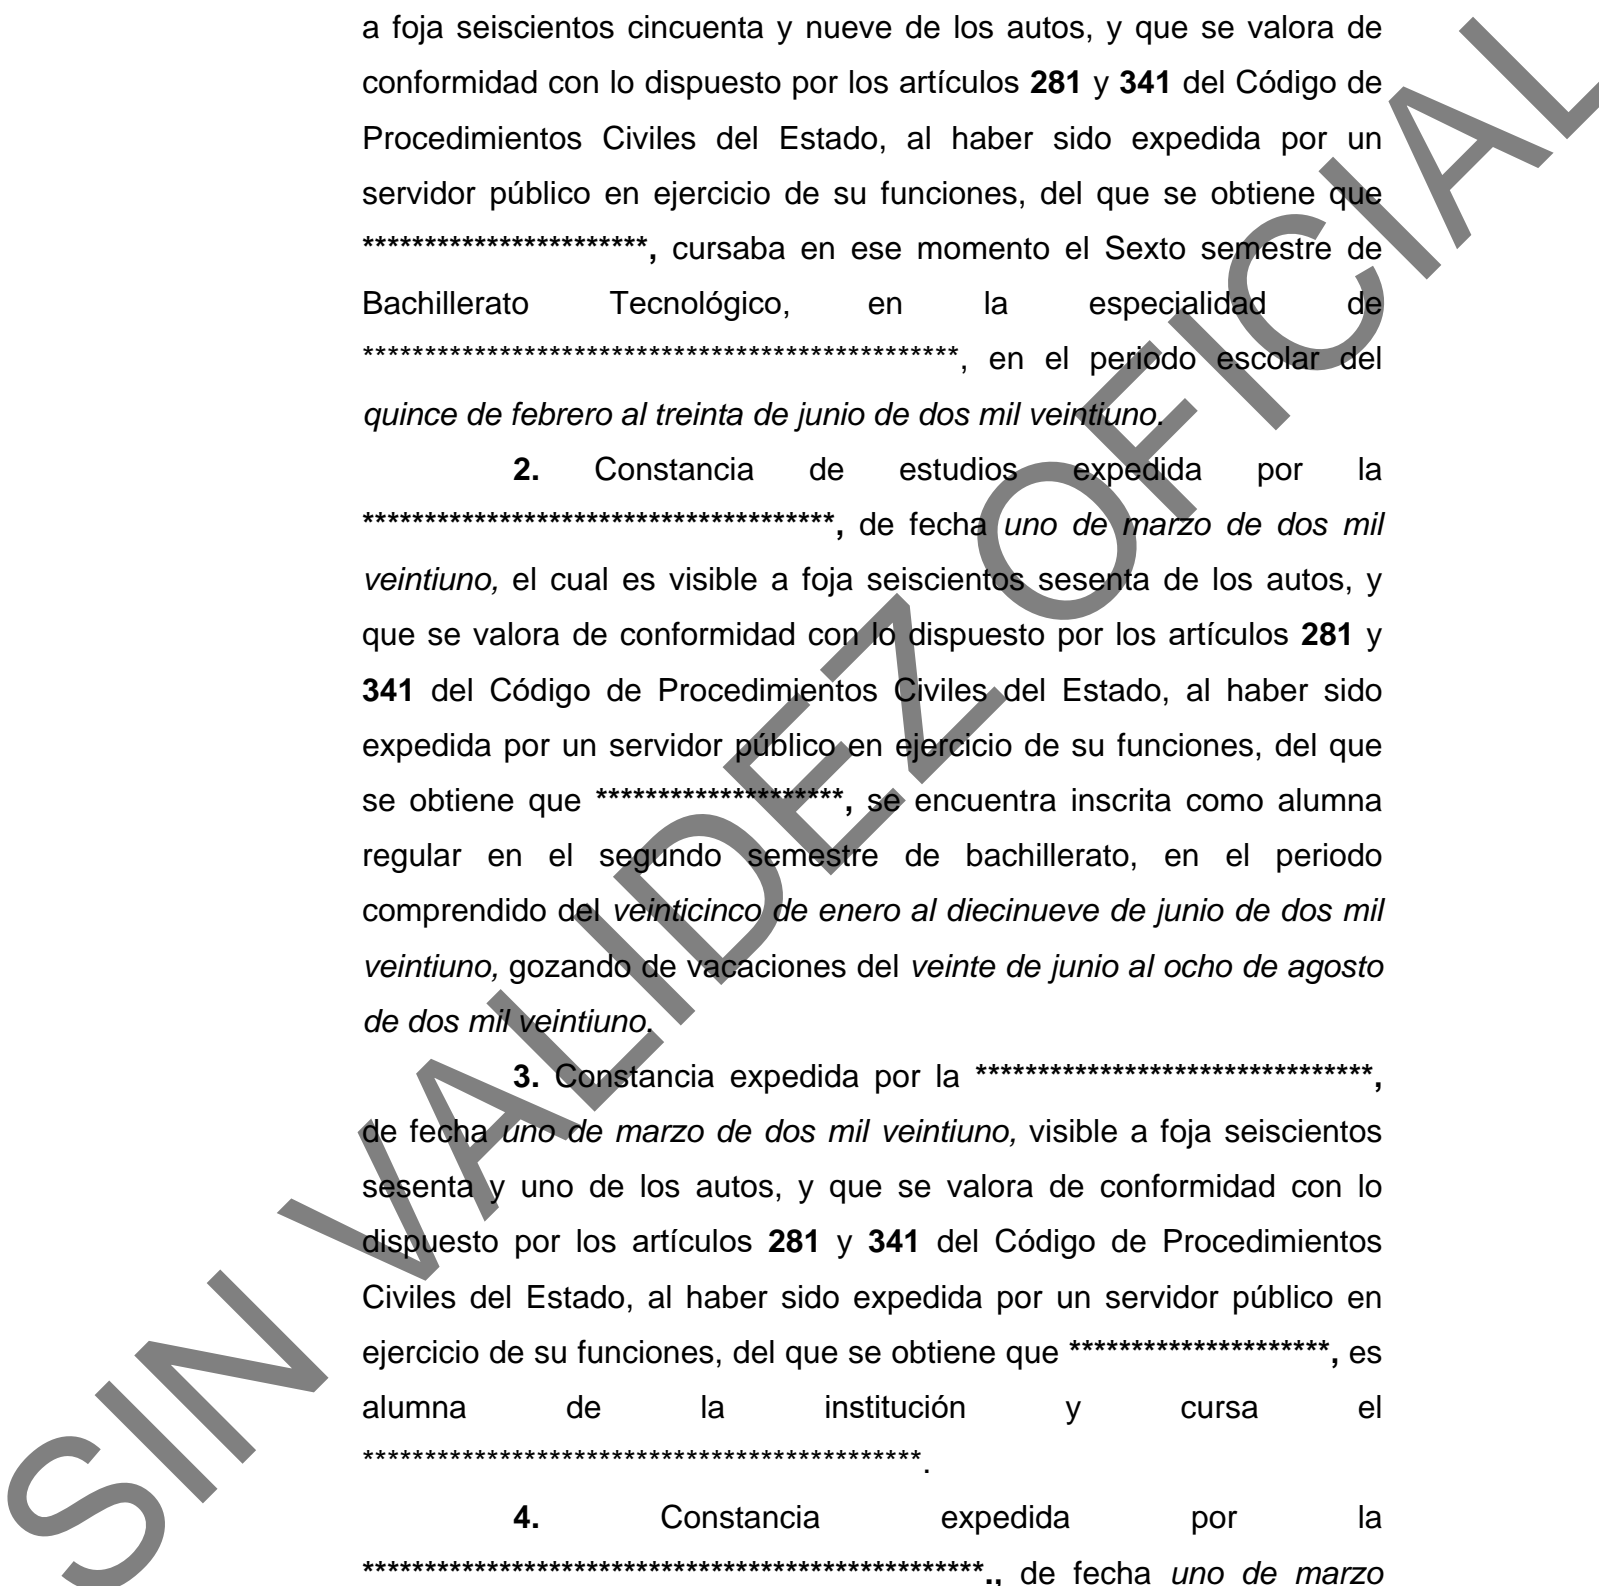 a foja seiscientos cincuenta y nueve de los autos, y que se valora de
conformidad con lo dispuesto por los artículos 281 y 341 del Código de
Procedimientos Civiles del Estado, al haber sido expedida por un
servidor público en ejercicio de su funciones, del que se obtiene que
***********************, cursaba en ese momento el Sexto semestre de
Bachillerato Tecnológico, en la especialidad de
************************************************, en el periodo escolar del
quince de febrero al treinta de junio de dos mil veintiuno.
2. Constancia de estudios expedida por la
**************************************, de fecha uno de marzo de dos mil
veintiuno, el cual es visible a foja seiscientos sesenta de los autos, y
que se valora de conformidad con lo dispuesto por los artículos 281 y
341 del Código de Procedimientos Civiles del Estado, al haber sido
expedida por un servidor público en ejercicio de su funciones, del que
se obtiene que ********************, se encuentra inscrita como alumna
regular en el segundo semestre de bachillerato, en el periodo
comprendido del veinticinco de enero al diecinueve de junio de dos mil
veintiuno, gozando de vacaciones del veinte de junio al ocho de agosto
de dos mil veintiuno.
3. Constancia expedida por la ********************************,
de fecha uno de marzo de dos mil veintiuno, visible a foja seiscientos
sesenta y uno de los autos, y que se valora de conformidad con lo
dispuesto por los artículos 281 y 341 del Código de Procedimientos
Civiles del Estado, al haber sido expedida por un servidor público en
ejercicio de su funciones, del que se obtiene que *********************, es
alumna de la institución y cursa el
*********************************************.
4. Constancia expedida por la
**************************************************., de fecha uno de marzo
SIN VALIDEZ OFICIAL